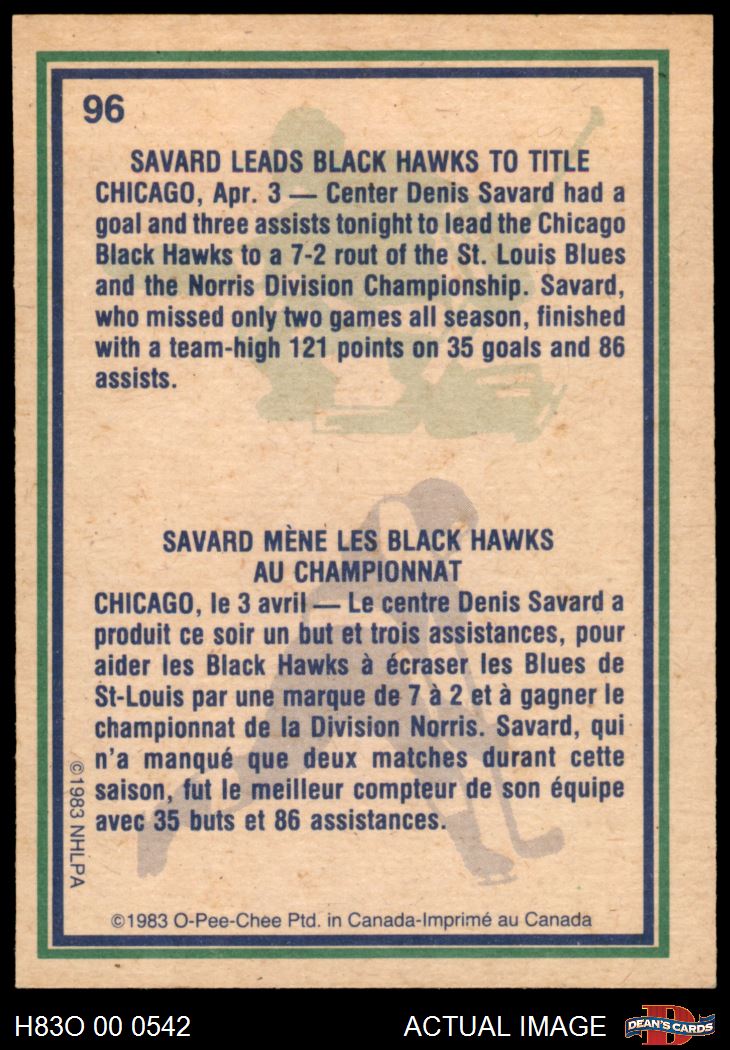 96
SAVARD LEADS BLACK HAWKS TO TITLE
CHICAGO, Apr. 3 — Center Denis Savard had a
goal and three assists tonight to lead the Chicago
Black Hawks to a 7-2 rout of the St. Louis Blues
and the Norris Division Championship. Savard,
who missed only two games all season, finished
with a team-high 121 points on 35 goals and 86
assists.
SAVARD MÈNE LES BLACK HAWKS
AU CHAMPIONNAT
CHICAGO, le 3 avril — Le centre Denis Savard a
produit ce soir un but et trois assistances, pour
aider les Black Hawks à écraser les Blues de
St-Louis par une marque de 7 à 2 et à gagner le
championnat de la Division Norris. Savard, qui
n'a manqué que deux matches durant cette
saison, fut le meilleur compteur de son équipe
avec 35 buts et 86 assistances.
©1983 NHLPA
©1983 O-Pee-Chee Ptd. in Canada-Imprimé au Canada
H83O 00 0542
ACTUAL IMAGE
D
DEAN'S CARDS